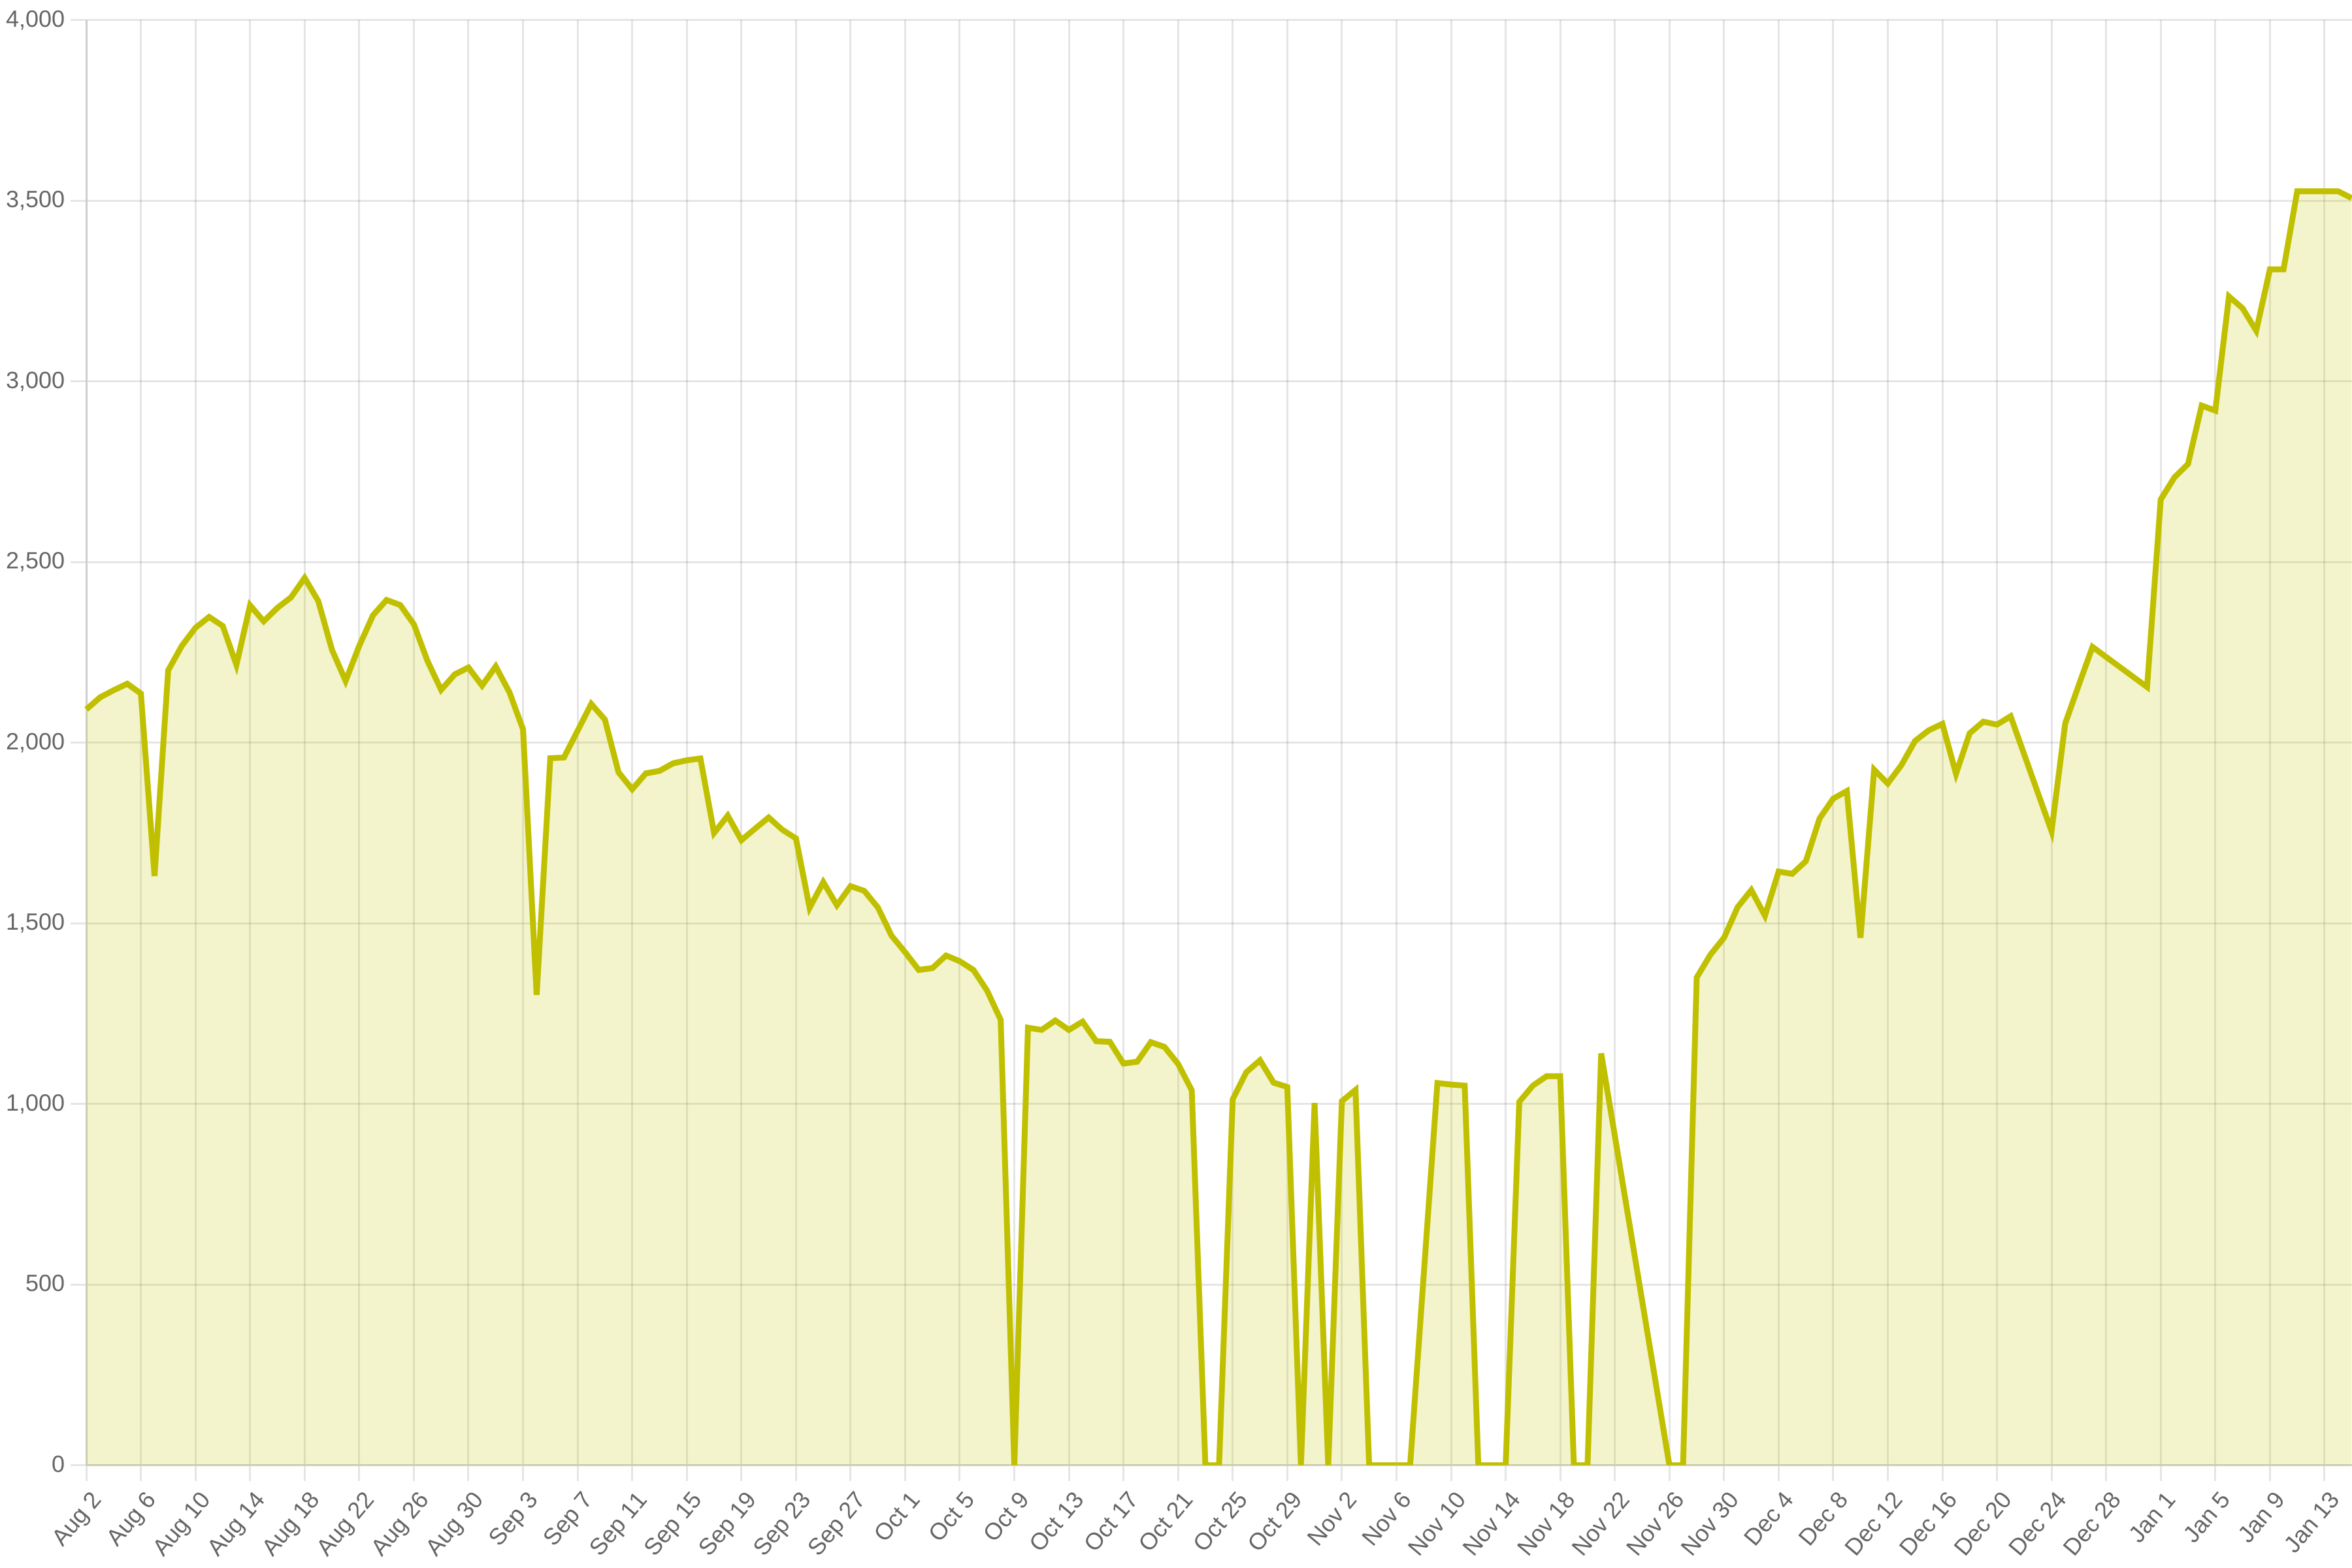 4,000
3,500
3,000
2,500
2,000
1,500
1,000
500
0
Aug 2
Aug 6
Aug 10
Aug 14
Aug 18
Aug 22
Aug 26
Aug 30
Sep 3
Sep 7
Sep 11
Sep 15
Sep 19
Sep 23
Sep 27
Oct 1
Oct 5
Oct 9
Oct 13
Oct 17
Oct 21
Oct 25
Oct 29
Nov 2
Nov 6
Nov 10
Nov 14
Nov 18
Nov 22
Nov 26
Nov 30
Dec 4
Dec 8
Dec 12
Dec 16
Dec 20
Dec 24
Dec 28
Jan 1
Jan 5
Jan 9
Jan 13